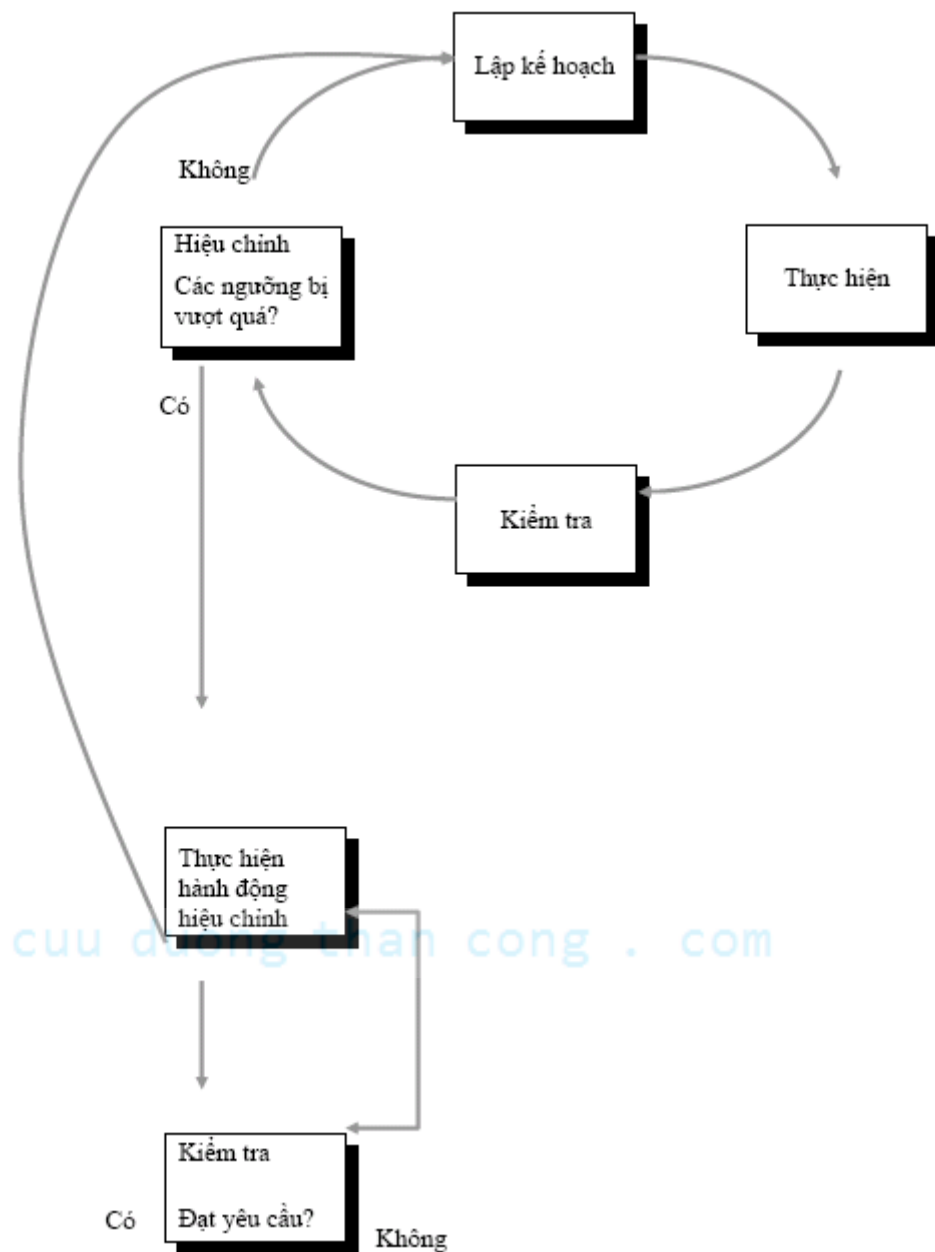 Lập kế hoạch
Không
Hiệu chỉnh
Các ngưỡng bị
vượt quá?
Thực hiện
Có
Kiểm tra
Thực hiện
hành động
hiệu chỉnh
cuu duong than cong . com
Kiểm tra
Có
Đạt yêu cầu?
Không